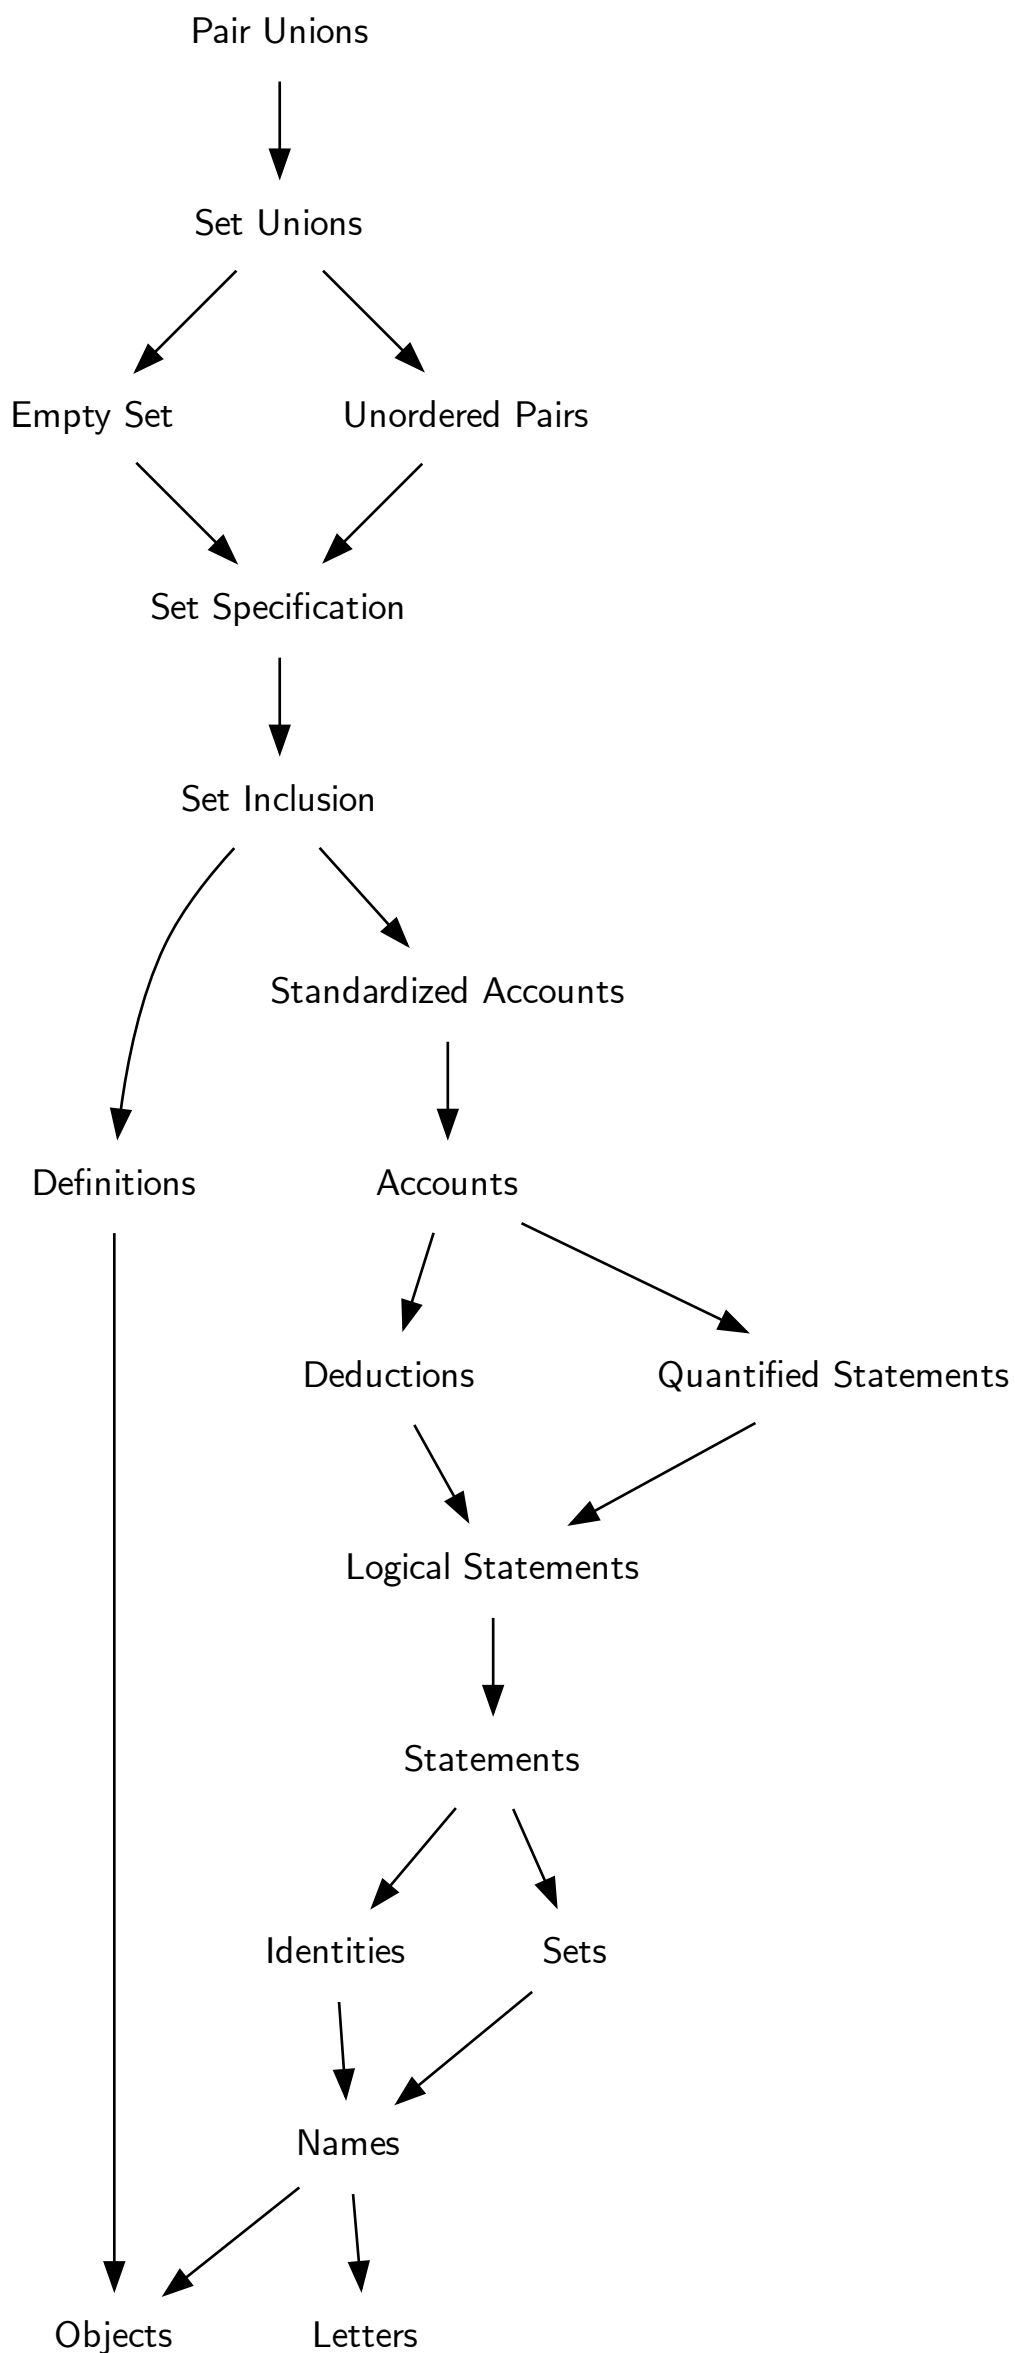 Pair Unions
Set Unions
Empty Set
Unordered Pairs
Set Specification
Set Inclusion
Standardized Accounts
Definitions
Accounts
Deductions
Quantified Statements
Logical Statements
Statements
Identities
Sets
Names
Objects
Letters